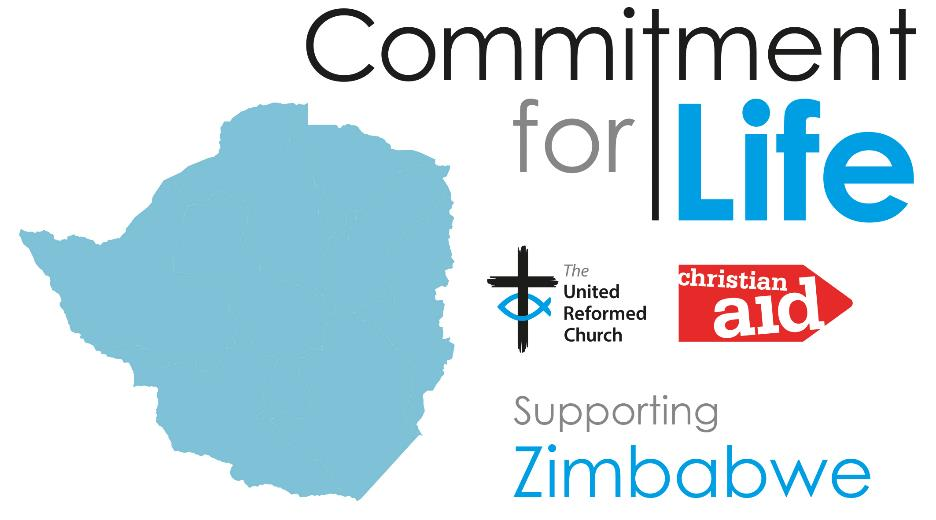 Commitment
for Life
The
United
Reformed
Church
christian
aid
Supporting
Zimbabwe